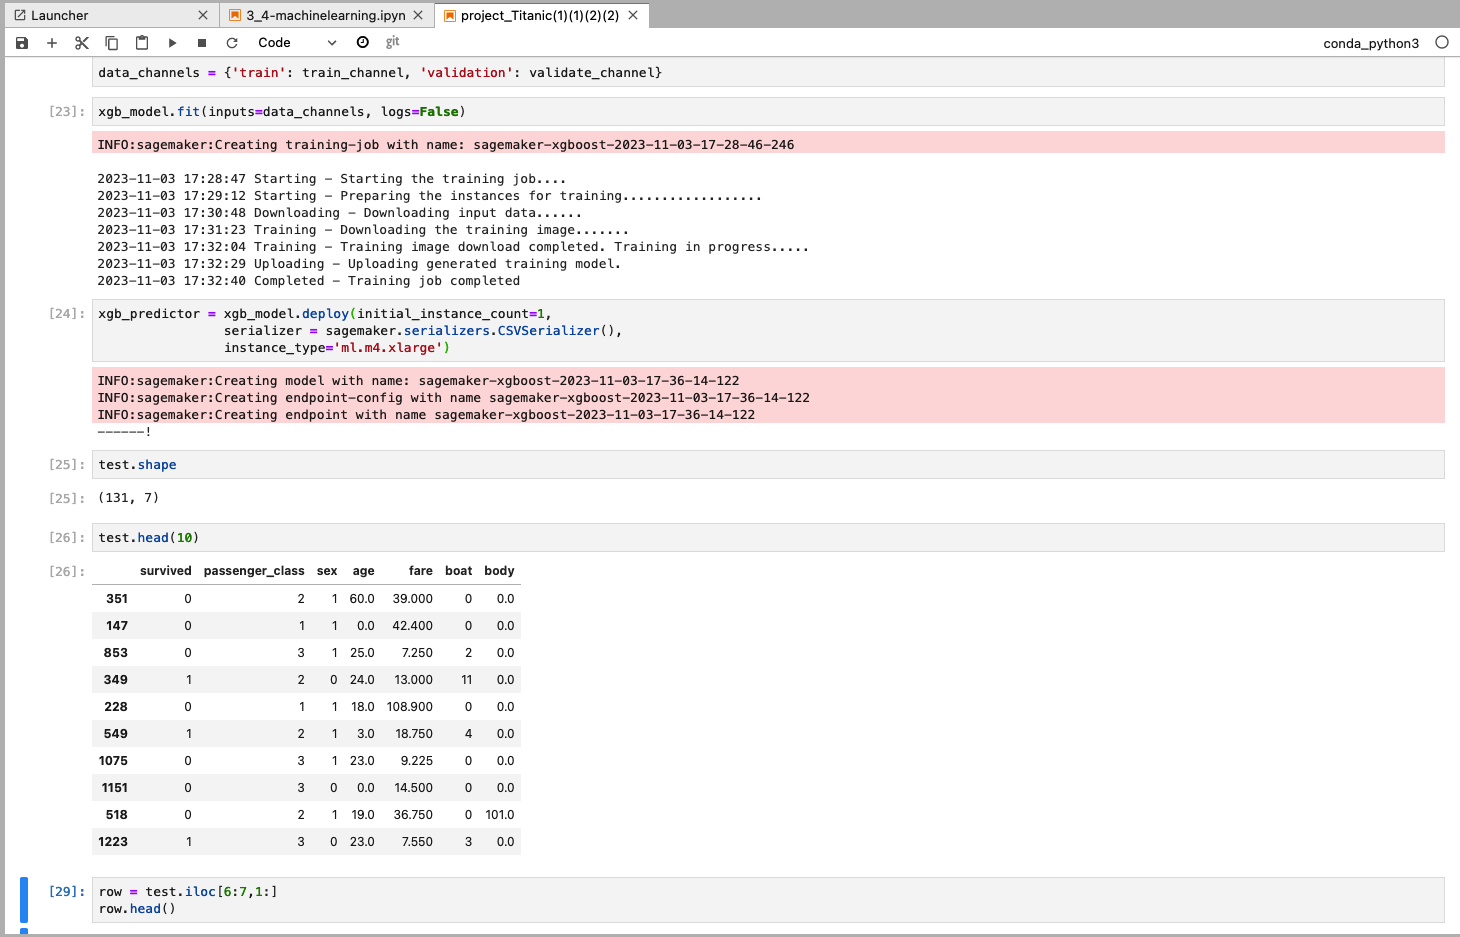 Launcher
3_4-machinelearning.ipyn
project_Titanic(1)(1)(2)(2)
Code
git
conda_python3
data_channels = {'train': train_channel, 'validation': validate_channel}
[23]: xgb_model.fit(inputs=data_channels, logs=False)
INFO:sagemaker:Creating training-job with name: sagemaker-xgboost-2023-11-03-17-28-46-246
2023-11-03 17:28:47 Starting - Starting the training job....
2023-11-03 17:29:12 Starting - Preparing the instances for training..................
2023-11-03 17:30:48 Downloading - Downloading input data......
2023-11-03 17:31:23 Training - Downloading the training image.......
2023-11-03 17:32:04 Training - Training image download completed. Training in progress.....
2023-11-03 17:32:29 Uploading - Uploading generated training model.
2023-11-03 17:32:40 Completed - Training job completed
[24]: xgb_predictor = xgb_model.deploy(initial_instance_count=1,
serializer = sagemaker.serializers.CSVSerializer(),
instance_type='ml.m4.xlarge')
INFO:sagemaker:Creating model with name: sagemaker-xgboost-2023-11-03-17-36-14-122
INFO:sagemaker:Creating endpoint-config with name sagemaker-xgboost-2023-11-03-17-36-14-122
INFO:sagemaker:Creating endpoint with name sagemaker-xgboost-2023-11-03-17-36-14-122
------!
[25]: test.shape
[25]: (131, 7)
[26]: test.head(10)
[26]: survived passenger_class sex age fare boat body
351 0 2 1 60.0 39.000 0 0.0
147 0 1 1 0.0 42.400 0 0.0
853 0 3 1 25.0 7.250 2 0.0
349 1 2 0 24.0 13.000 11 0.0
228 0 1 1 18.0 108.900 0 0.0
549 1 2 1 3.0 18.750 4 0.0
1075 0 3 1 23.0 9.225 0 0.0
1151 0 3 0 0.0 14.500 0 0.0
518 0 2 1 19.0 36.750 0 101.0
1223 1 3 0 23.0 7.550 3 0.0
[29]: row = test.iloc[6:7,1:]
row.head()